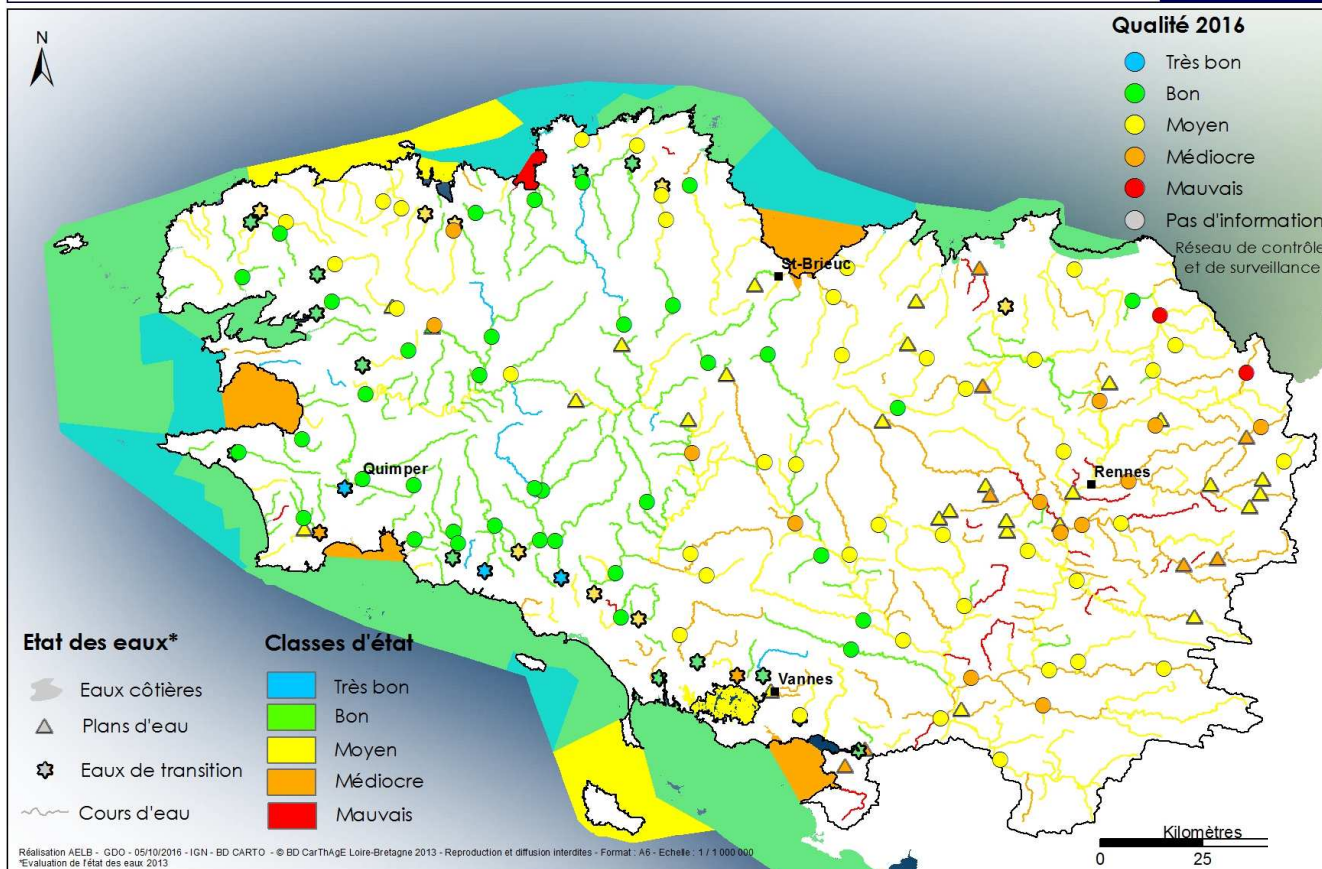 N
Qualité 2016
Très bon
Bon
Moyen
Médiocre
Mauvais
Pas d'information
Réseau de contrôle
et de surveillance
St-Brieuc
Quimper
Rennes
Vannes
Etat des eaux*
Eaux côtières
Plans d'eau
Eaux de transition
Cours d'eau
Classes d'état
Très bon
Bon
Moyen
Médiocre
Mauvais
Kilomètres
0 25
Réalisation AELB - GDO - 05/10/2016 - IGN - BD CARTO - © BD CarThAgE Loire-Bretagne 2013 - Reproduction et diffusion interdites - Format : A6 - Echelle : 1 / 1 000 000
*Evaluation de l'état des eaux 2013